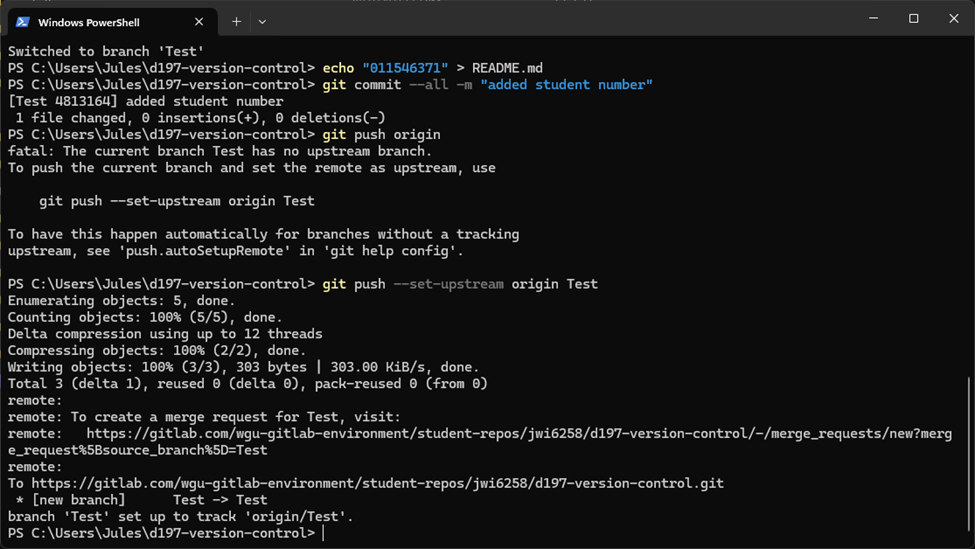 Windows PowerShell
Switched to branch 'Test'
PS C:\Users\Jules\d197-version-control> echo "011546371" > README.md
PS C:\Users\Jules\d197-version-control> git commit --all -m "added student number"
[Test 4813164] added student number
 1 file changed, 0 insertions(+), 0 deletions(-)
PS C:\Users\Jules\d197-version-control> git push origin
fatal: The current branch Test has no upstream branch.
To push the current branch and set the remote as upstream, use
    git push --set-upstream origin Test
To have this happen automatically for branches without a tracking
upstream, see 'push.autoSetupRemote' in 'git help config'.
PS C:\Users\Jules\d197-version-control> git push --set-upstream origin Test
Enumerating objects: 5, done.
Counting objects: 100% (5/5), done.
Delta compression using up to 12 threads
Compressing objects: 100% (2/2), done.
Writing objects: 100% (3/3), 303 bytes | 303.00 KiB/s, done.
Total 3 (delta 1), reused 0 (delta 0), pack-reused 0 (from 0)
remote:
remote: To create a merge request for Test, visit:
remote:   https://gitlab.com/wgu-gitlab-environment/student-repos/jwi6258/d197-version-control/-/merge_requests/new?merg
e_request%5Bsource_branch%5D=Test
remote:
To https://gitlab.com/wgu-gitlab-environment/student-repos/jwi6258/d197-version-control.git
 * [new branch]      Test -> Test
branch 'Test' set up to track 'origin/Test'.
PS C:\Users\Jules\d197-version-control>